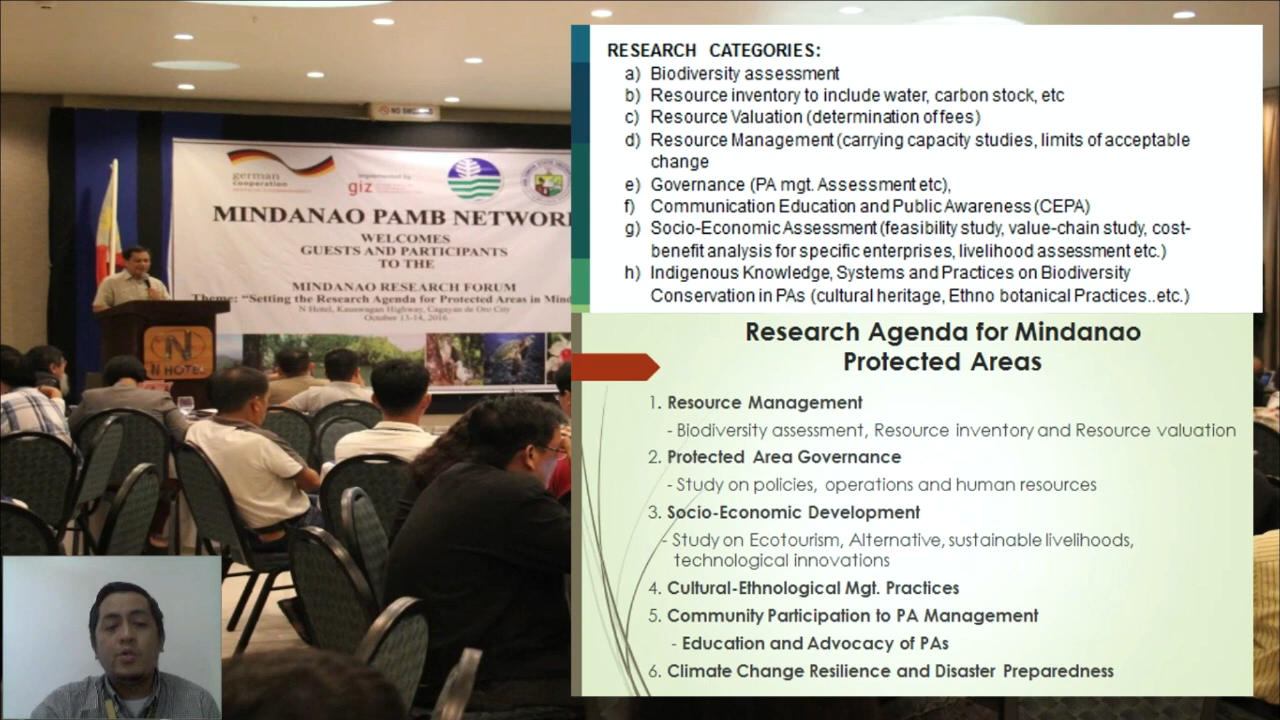 NO SMOKING
german
cooperation
implemented by
giz
MINDANAO PAMB NETWORK
WELCOMES
GUESTS AND PARTICIPANTS
TO THE
MINDANAO RESEARCH FORUM
Theme: "Setting the Research Agenda for Protected Areas in Mind
N Hotel, Kauswagan Highway, Cagayan de Oro City
October 13-14, 2016
N
N HOTEL
RESEARCH CATEGORIES:
a) Biodiversity assessment
b) Resource inventory to include water, carbon stock, etc
c) Resource Valuation (determination of fees)
d) Resource Management (carrying capacity studies, limits of acceptable
change
e) Governance (PA mgt. Assessment etc),
f) Communication Education and Public Awareness (CEPA)
g) Socio-Economic Assessment (feasibility study, value-chain study, cost-
benefit analysis for specific enterprises, livelihood assessment etc.)
h) Indigenous Knowledge, Systems and Practices on Biodiversity
Conservation in PAs (cultural heritage, Ethno botanical Practices..etc.)
Research Agenda for Mindanao
Protected Areas
1. Resource Management
- Biodiversity assessment, Resource inventory and Resource valuation
2. Protected Area Governance
- Study on policies, operations and human resources
3. Socio-Economic Development
- Study on Ecotourism, Alternative, sustainable livelihoods,
technological innovations
4. Cultural-Ethnological Mgt. Practices
5. Community Participation to PA Management
- Education and Advocacy of PAs
6. Climate Change Resilience and Disaster Preparedness